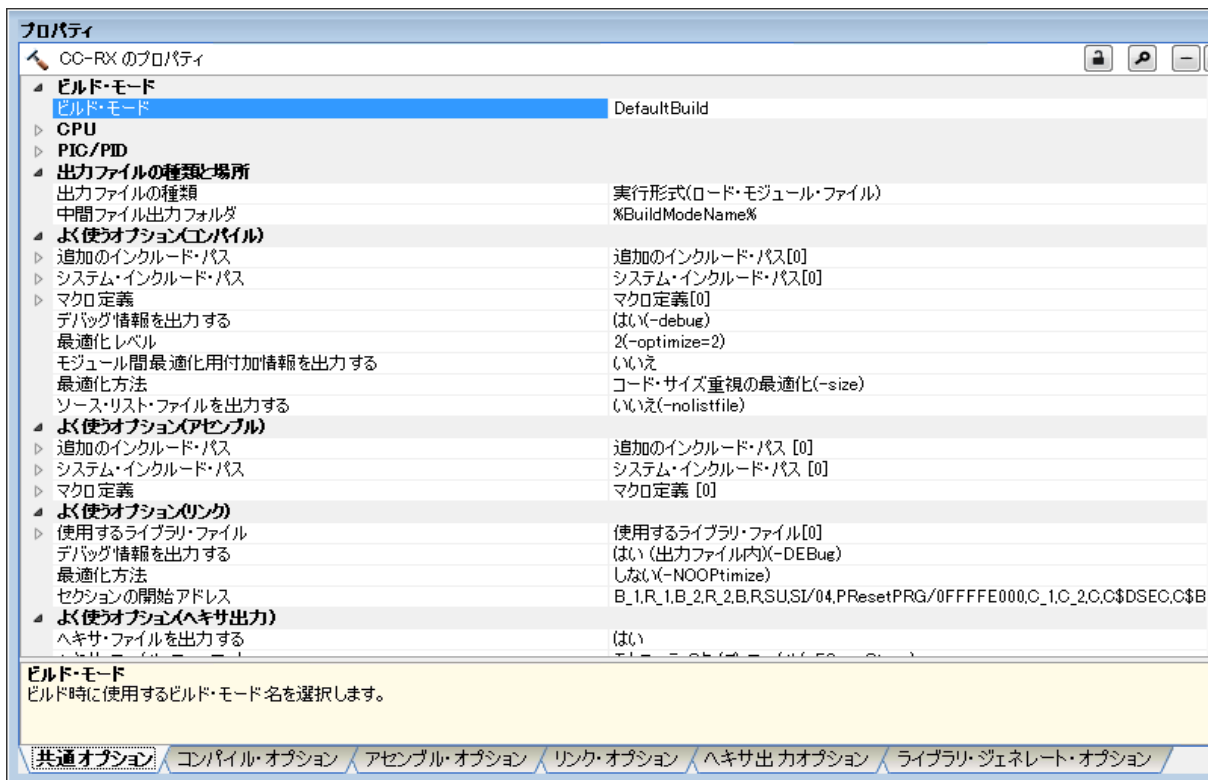 プロパティ
CC-RX のプロパティ
ビルド・モード
ビルド・モード DefaultBuild
CPU
PIC/PID
出力ファイルの種類と場所
出力ファイルの種類 実行形式(ロード・モジュール・ファイル)
中間ファイル出力フォルダ %BuildModeName%
よく使うオプション(コンパイル)
追加のインクルード・パス 追加のインクルード・パス[0]
システム・インクルード・パス システム・インクルード・パス[0]
マクロ定義 マクロ定義[0]
デバッグ情報を出力する はい(-debug)
最適化レベル 2(-optimize=2)
モジュール間最適化用付加情報を出力する いいえ
最適化方法 コード・サイズ重視の最適化(-size)
ソース・リスト・ファイルを出力する いいえ(-nolistfile)
よく使うオプション(アセンブル)
追加のインクルード・パス 追加のインクルード・パス [0]
システム・インクルード・パス システム・インクルード・パス [0]
マクロ定義 マクロ定義 [0]
よく使うオプション(リンク)
使用するライブラリ・ファイル 使用するライブラリ・ファイル[0]
デバッグ情報を出力する はい (出力ファイル内)(-DEBug)
最適化方法 しない(-NOOPtimize)
セクションの開始アドレス B_1,R_1,B_2,R_2,B,R,SU,SI/04,PResetPRG/0FFFFE000,C_1,C_2,C,C$DSEC,C$B
よく使うオプション(ヘキサ出力)
ヘキサ・ファイルを出力する はい
ビルド・モード
ビルド時に使用するビルド・モード名を選択します。
共通オプション コンパイル・オプション アセンブル・オプション リンク・オプション ヘキサ出力オプション ライブラリ・ジェネレート・オプション